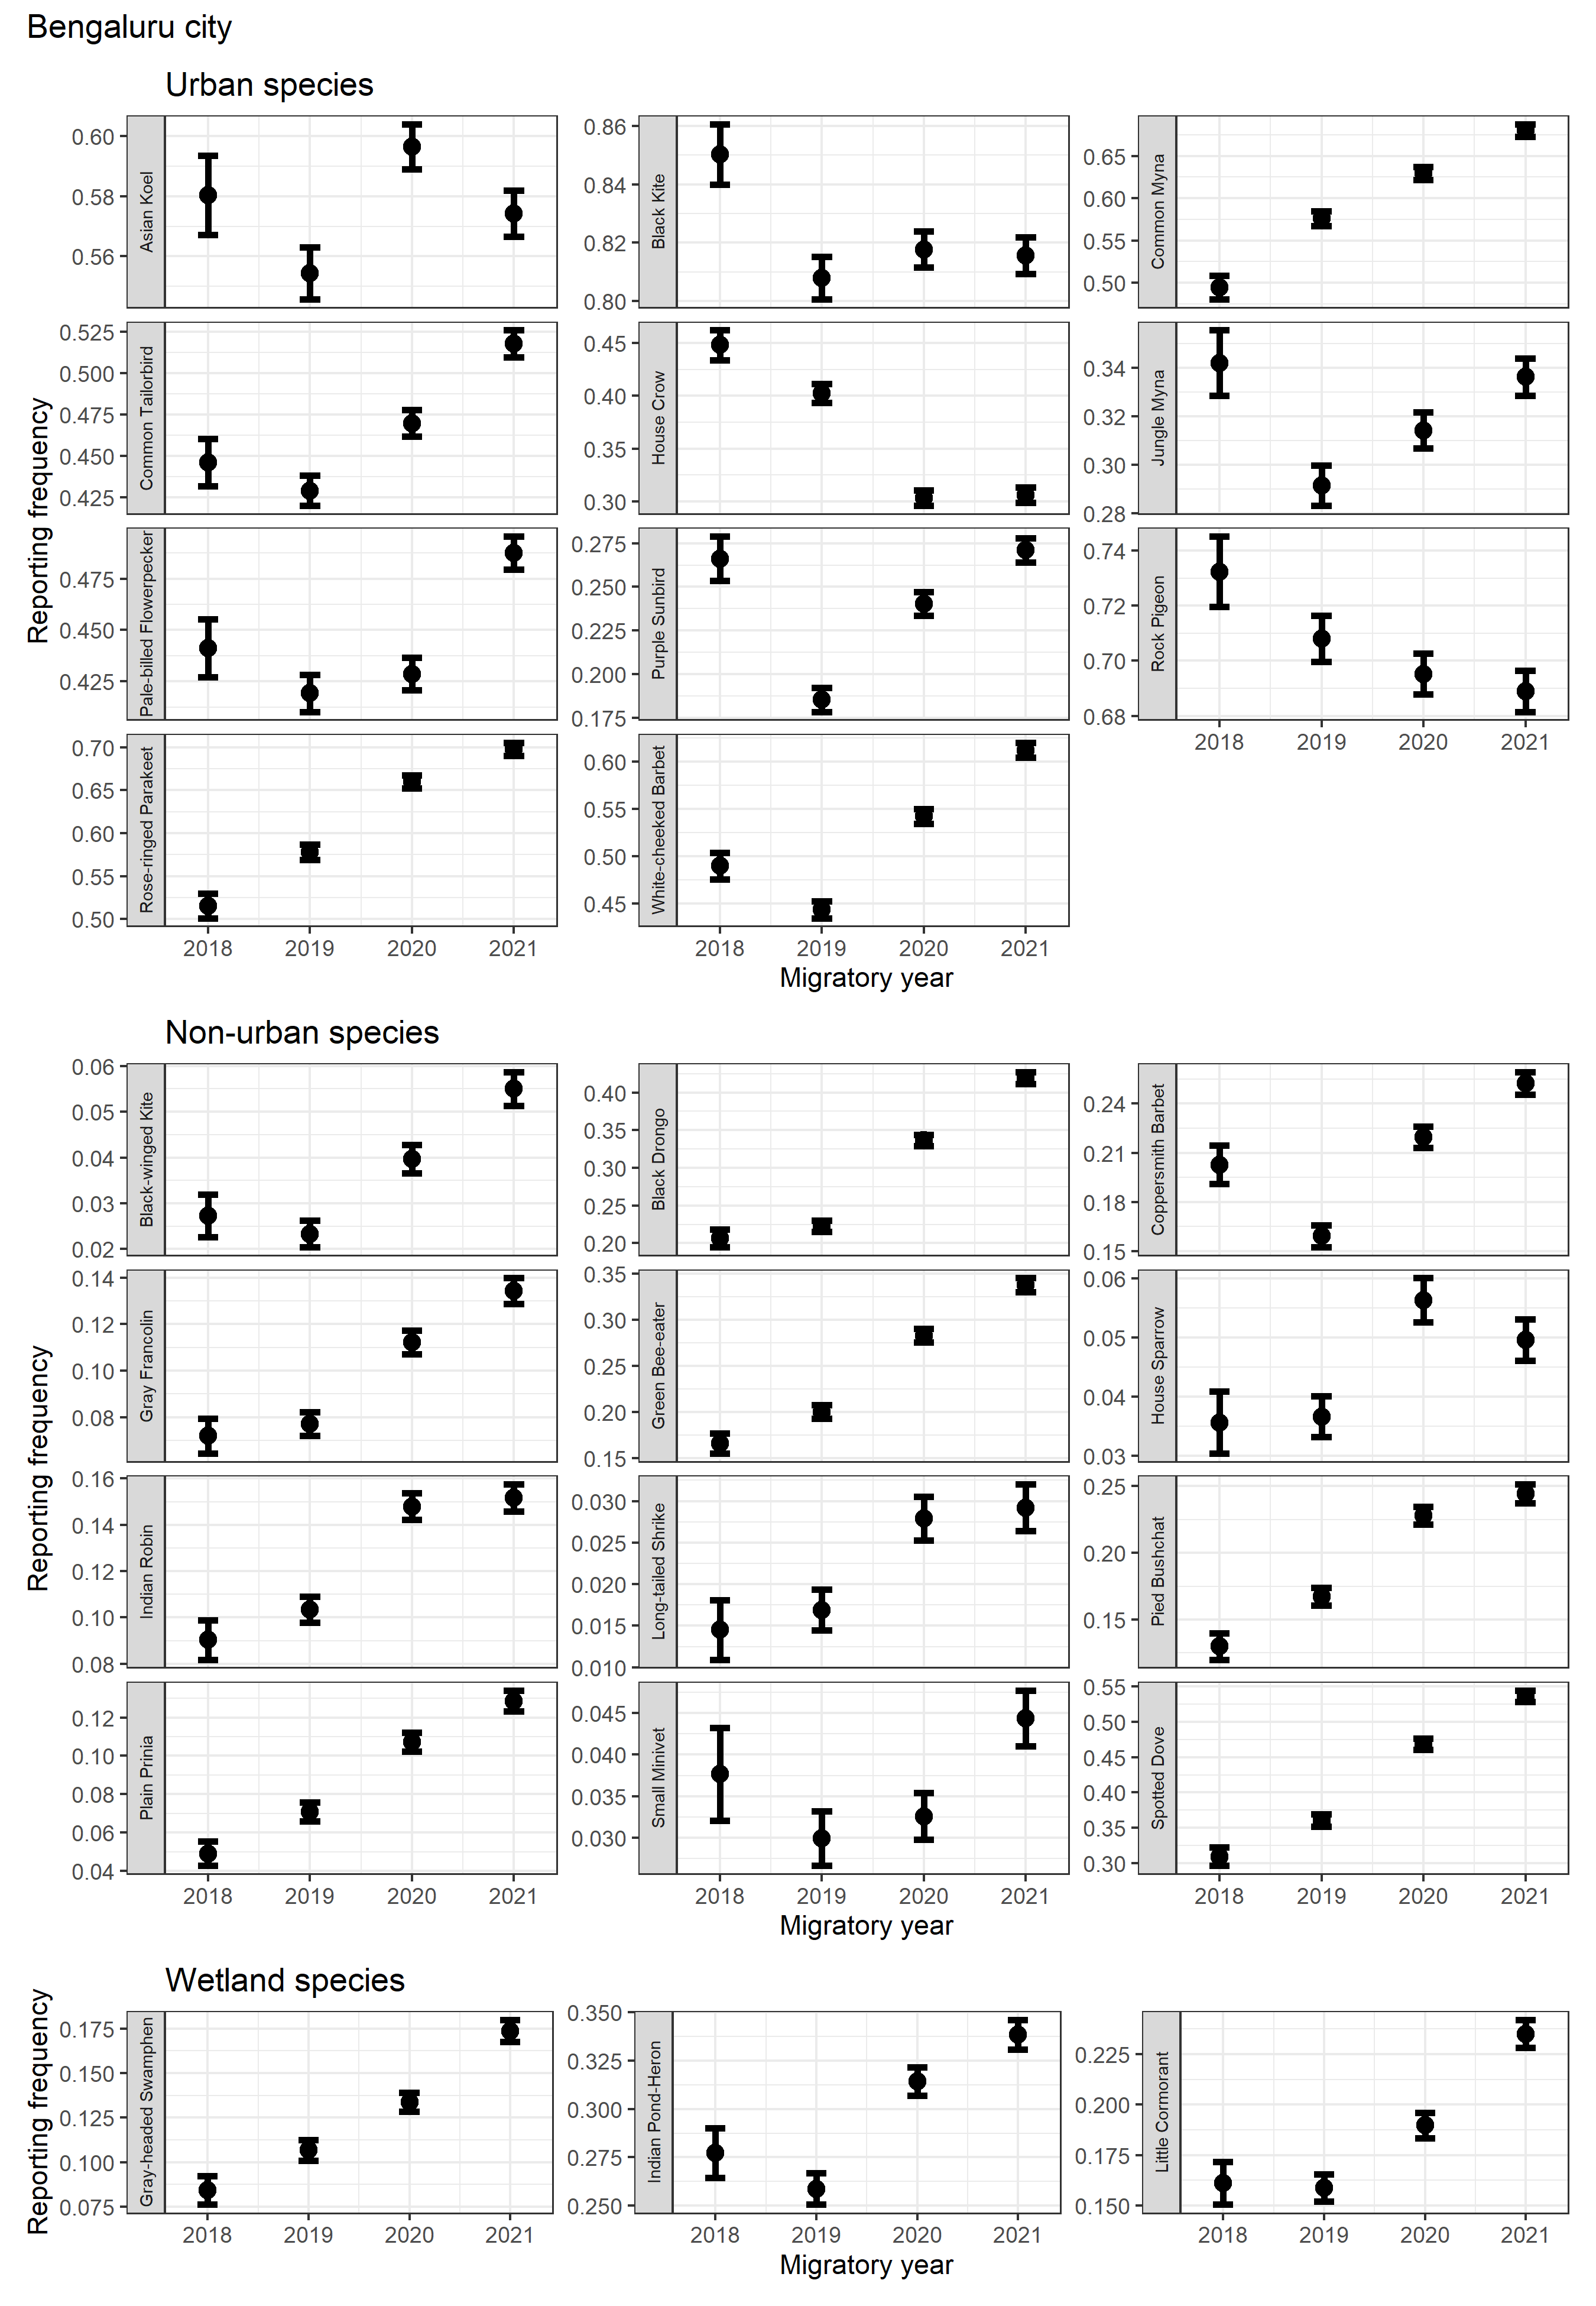 Bengaluru city
Urban species
Reporting frequency
Asian Koel
0.60
0.58
0.56
Black Kite
0.86
0.84
0.82
0.80
Common Myna
0.65
0.60
0.55
0.50
Common Tailorbird
0.525
0.500
0.475
0.450
0.425
House Crow
0.45
0.40
0.35
0.30
Jungle Myna
0.34
0.32
0.30
0.28
Pale-billed Flowerpecker
0.475
0.450
0.425
Purple Sunbird
0.275
0.250
0.225
0.200
0.175
Rock Pigeon
0.74
0.72
0.70
0.68
2018 2019 2020 2021
Rose-ringed Parakeet
0.70
0.65
0.60
0.55
0.50
2018 2019 2020 2021
White-cheeked Barbet
0.60
0.55
0.50
0.45
2018 2019 2020 2021
Migratory year
Non-urban species
Reporting frequency
Black-winged Kite
0.06
0.05
0.04
0.03
0.02
Black Drongo
0.40
0.35
0.30
0.25
0.20
Coppersmith Barbet
0.24
0.21
0.18
0.15
Gray Francolin
0.14
0.12
0.10
0.08
Green Bee-eater
0.35
0.30
0.25
0.20
0.15
House Sparrow
0.06
0.05
0.04
0.03
Indian Robin
0.16
0.14
0.12
0.10
0.08
Long-tailed Shrike
0.030
0.025
0.020
0.015
0.010
Pied Bushchat
0.25
0.20
0.15
Plain Prinia
0.12
0.10
0.08
0.06
0.04
2018 2019 2020 2021
Small Minivet
0.045
0.040
0.035
0.030
2018 2019 2020 2021
Spotted Dove
0.55
0.50
0.45
0.40
0.35
0.30
2018 2019 2020 2021
Migratory year
Wetland species
Reporting frequency
Gray-headed Swamphen
0.175
0.150
0.125
0.100
0.075
2018 2019 2020 2021
Indian Pond-Heron
0.350
0.325
0.300
0.275
0.250
2018 2019 2020 2021
Little Cormorant
0.225
0.200
0.175
0.150
2018 2019 2020 2021
Migratory year